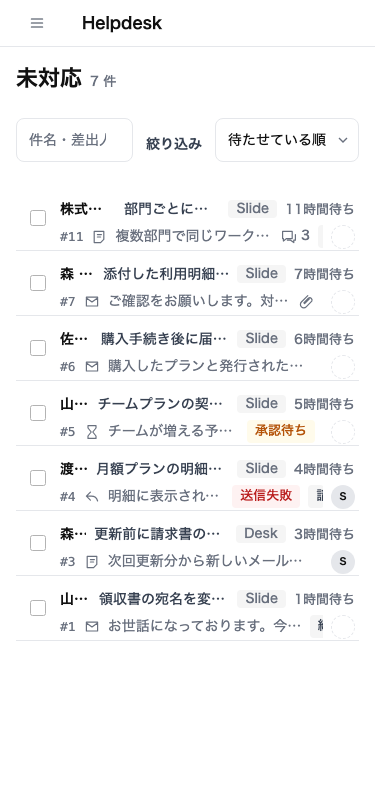 Helpdesk
未対応 7 件
件名・差出人 絞り込み 待たせている順
株式… 部門ごとに… Slide 11時間待ち
#11 複数部門で同じワーク… 3
森 … 添付した利用明細… Slide 7時間待ち
#7 ご確認をお願いします。対…
佐… 購入手続き後に届… Slide 6時間待ち
#6 購入したプランと発行された…
山… チームプランの契… Slide 5時間待ち
#5 チームが増える予… 承認待ち
渡… 月額プランの明細… Slide 4時間待ち
#4 明細に表示され… 送信失敗 S
森… 更新前に請求書の… Desk 3時間待ち
#3 次回更新分から新しいメール… S
山… 領収書の宛名を変… Slide 1時間待ち
#1 お世話になっております。今…